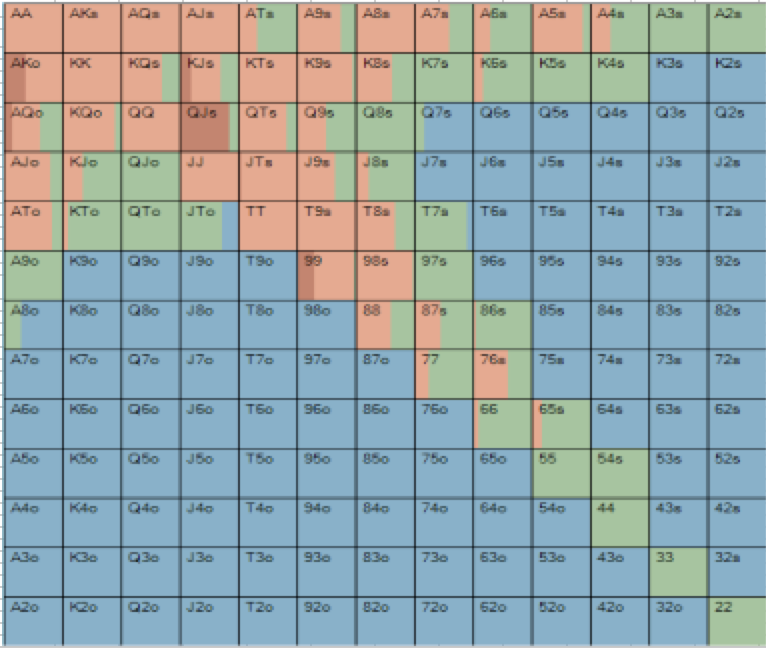 AA AKs AQs AJs ATs A9s A8s A7s A6s A5s A4s A3s A2s
AKo KK KQs KJs KTs K9s K8s K7s K6s K5s K4s K3s K2s
AQo KQo QQ QJs QTs Q9s Q8s Q7s Q6s Q5s Q4s Q3s Q2s
AJo KJo QJo JJ JTs J9s J8s J7s J6s J5s J4s J3s J2s
ATo KTo QTo JTo TT T9s T8s T7s T6s T5s T4s T3s T2s
A9o K9o Q9o J9o T9o 99 98s 97s 96s 95s 94s 93s 92s
A8o K8o Q8o J8o T8o 98o 88 87s 86s 85s 84s 83s 82s
A7o K7o Q7o J7o T7o 97o 87o 77 76s 75s 74s 73s 72s
A6o K6o Q6o J6o T6o 96o 86o 76o 66 65s 64s 63s 62s
A5o K5o Q5o J5o T5o 95o 85o 75o 65o 55 54s 53s 52s
A4o K4o Q4o J4o T4o 94o 84o 74o 64o 54o 44 43s 42s
A3o K3o Q3o J3o T3o 93o 83o 73o 63o 53o 43o 33 32s
A2o K2o Q2o J2o T2o 92o 82o 72o 62o 52o 42o 32o 22